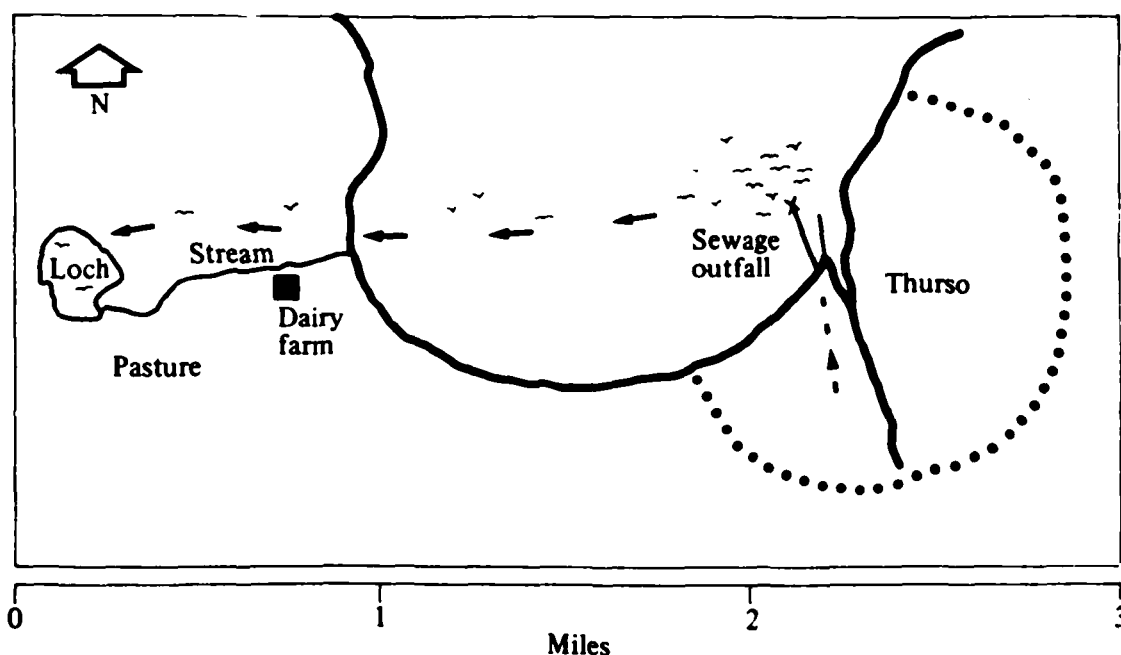 N
Sewage
outfall
Loch
Stream
Thurso
Dairy
farm
Pasture
0 1 2 3
Miles